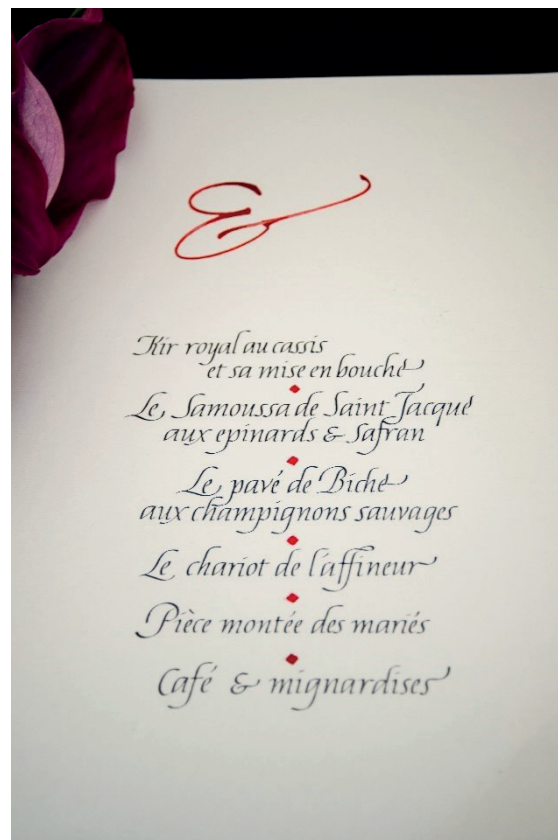 &
Kir royal au cassis
et sa mise en bouche
Le Samoussa de Saint Jacque
aux epinards & Safran
Le pavé de Biche
aux champignons sauvages
Le chariot de l'affineur
Pièce montée des mariés
Café & mignardises